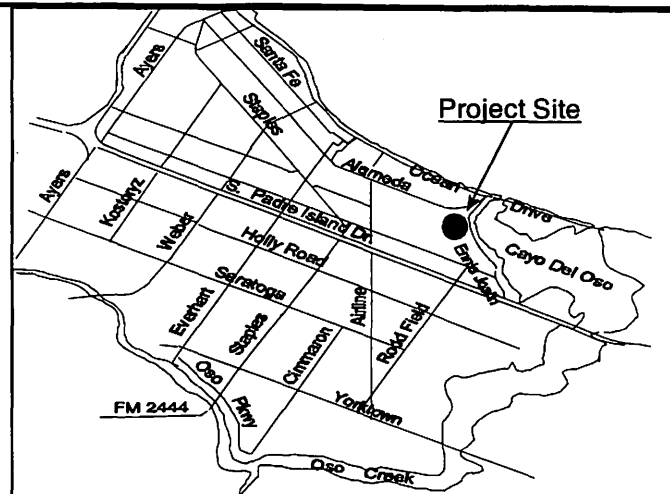 Ayers
Santa Fe
Staples
Project Site
Alameda
Ocean
Drive
Ayers
Kostoryz
Weber
S. Padre Island Dr.
Holly Road
Saratoga
Ennis Joslin
Cayo Del Oso
Everhart
Staples
Cimmaron
Airline
Rodd Field
Oso
Pkwy
Yorktown
FM 2444
Oso Creek